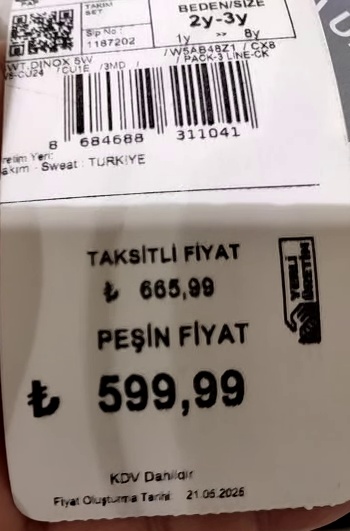 TAKIM
SET
BEDEN/SIZE
2y-3y
Sip No :
1187202
1y >> 8y
/W5AB48Z1 / CX8
WT.DINOX 5W / PACK-3 LINE-CK
/CU1E /3MD /
8 684688 311041
retim Yeri:
akım - Sweat : TURKIYE
TAKSİTLİ FİYAT
₺ 665,99
PEŞİN FİYAT
₺ 599,99
YERLİ
ÜRETİM
KDV Dahildir
Fiyat Oluşturma Tarihi: 21.05.2025